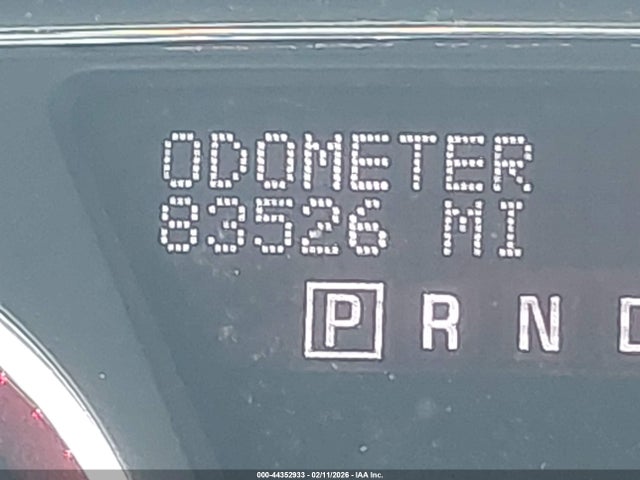 ODOMETER
83526 MI
P R N D
000-44352933 - 02/11/2026 - IAA Inc.